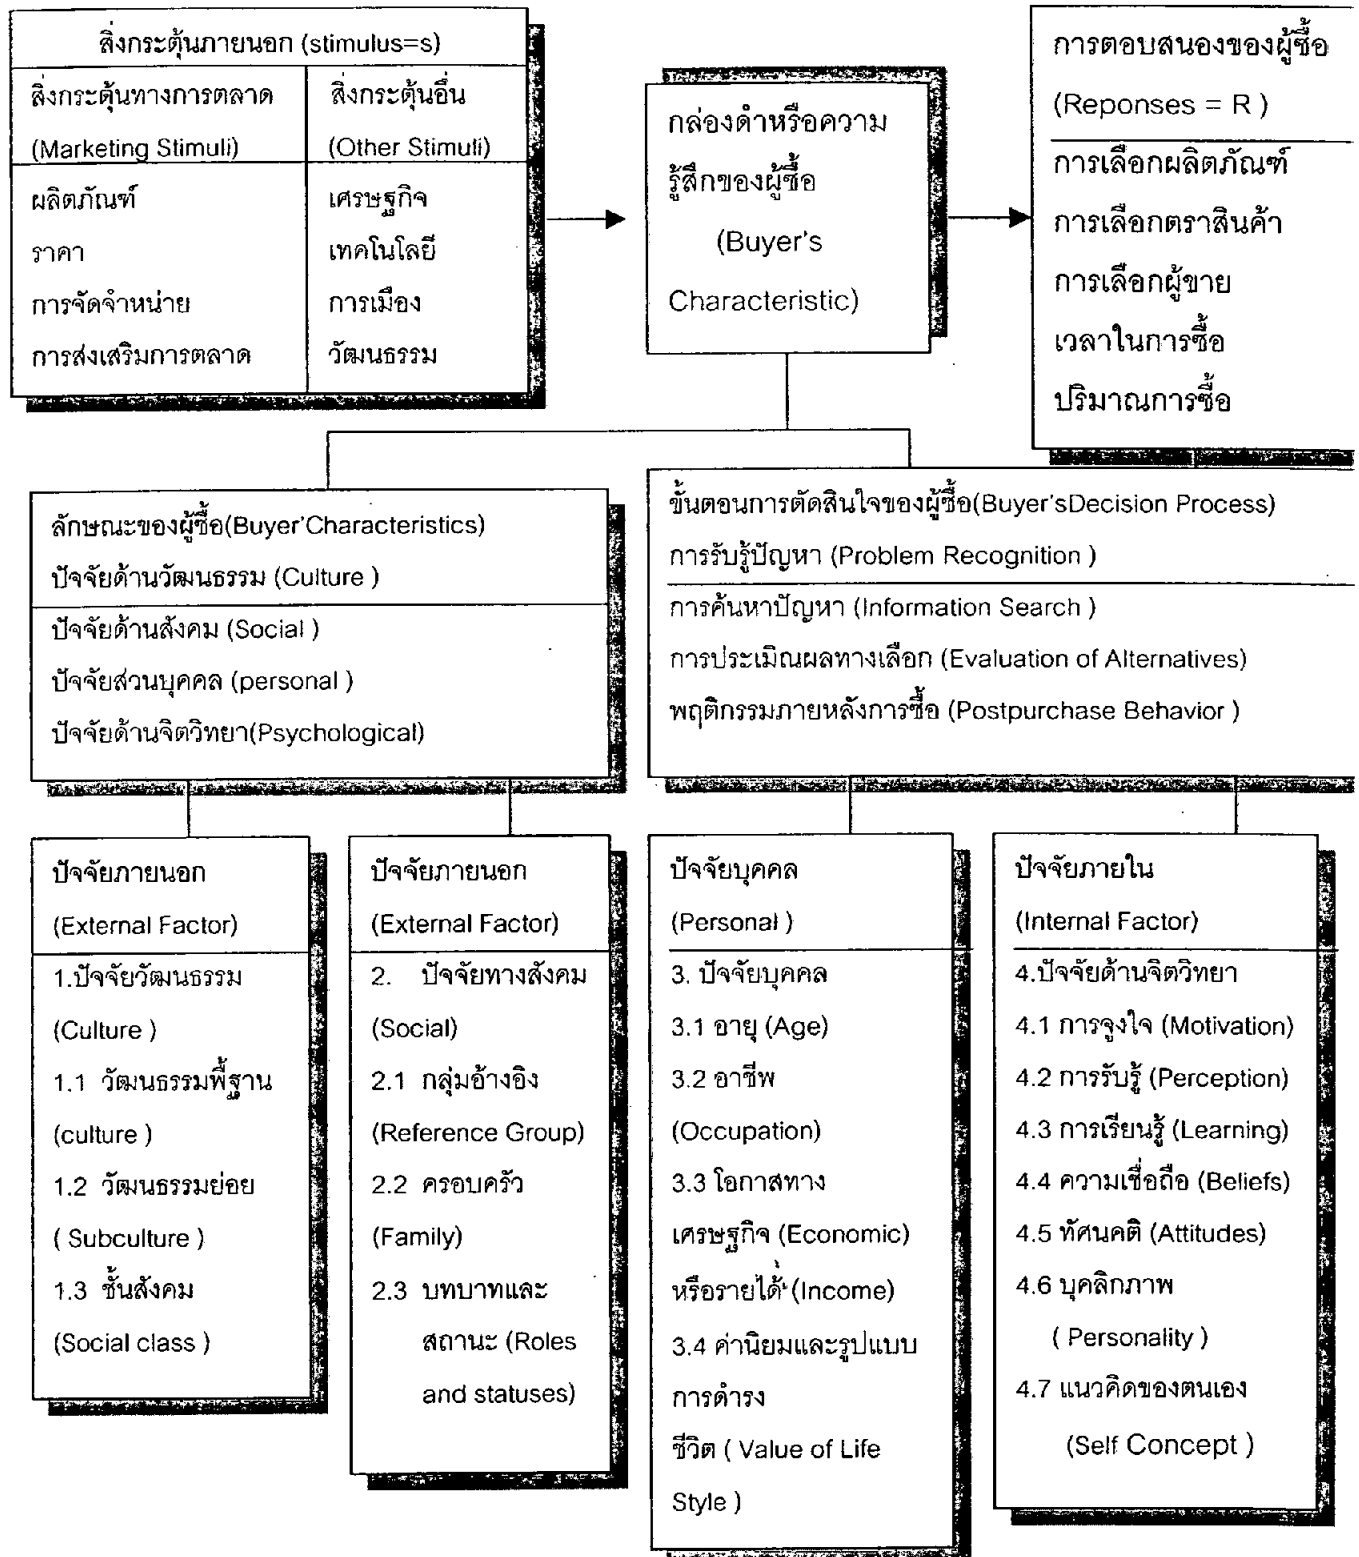 สิ่งกระตุ้นภายนอก (stimulus=s)
สิ่งกระตุ้นทางการตลาด
(Marketing Stimuli)
ผลิตภัณฑ์
ราคา
การจัดจำหน่าย
การส่งเสริมการตลาด
สิ่งกระตุ้นอื่น
(Other Stimuli)
เศรษฐกิจ
เทคโนโลยี
การเมือง
วัฒนธรรม
กล่องดำหรือความ
รู้สึกของผู้ซื้อ
(Buyer's
Characteristic)
การตอบสนองของผู้ซื้อ
(Reponses = R )
การเลือกผลิตภัณฑ์
การเลือกตราสินค้า
การเลือกผู้ขาย
เวลาในการซื้อ
ปริมาณการซื้อ
ลักษณะของผู้ซื้อ(Buyer'Characteristics)
ปัจจัยด้านวัฒนธรรม (Culture )
ปัจจัยด้านสังคม (Social )
ปัจจัยส่วนบุคคล (personal )
ปัจจัยด้านจิตวิทยา(Psychological)
ขั้นตอนการตัดสินใจของผู้ซื้อ(Buyer'sDecision Process)
การรับรู้ปัญหา (Problem Recognition )
การค้นหาปัญหา (Information Search )
การประเมิณผลทางเลือก (Evaluation of Alternatives)
พฤติกรรมภายหลังการซื้อ (Postpurchase Behavior )
ปัจจัยภายนอก
(External Factor)
1.ปัจจัยวัฒนธรรม
(Culture )
1.1 วัฒนธรรมพื้ฐาน
(culture )
1.2 วัฒนธรรมย่อย
( Subculture )
1.3 ชั้นสังคม
(Social class )
ปัจจัยภายนอก
(External Factor)
2. ปัจจัยทางสังคม
(Social)
2.1 กลุ่มอ้างอิง
(Reference Group)
2.2 ครอบครัว
(Family)
2.3 บทบาทและ
สถานะ (Roles
and statuses)
ปัจจัยบุคคล
(Personal )
3. ปัจจัยบุคคล
3.1 อายุ (Age)
3.2 อาชีพ
(Occupation)
3.3 โอกาสทาง
เศรษฐกิจ (Economic)
หรือรายได้ (Income)
3.4 ค่านิยมและรูปแบบ
การดำรง
ชีวิต ( Value of Life
Style )
ปัจจัยภายใน
(Internal Factor)
4.ปัจจัยด้านจิตวิทยา
4.1 การจูงใจ (Motivation)
4.2 การรับรู้ (Perception)
4.3 การเรียนรู้ (Learning)
4.4 ความเชื่อถือ (Beliefs)
4.5 ทัศนคติ (Attitudes)
4.6 บุคลิกภาพ
( Personality )
4.7 แนวคิดของตนเอง
(Self Concept )